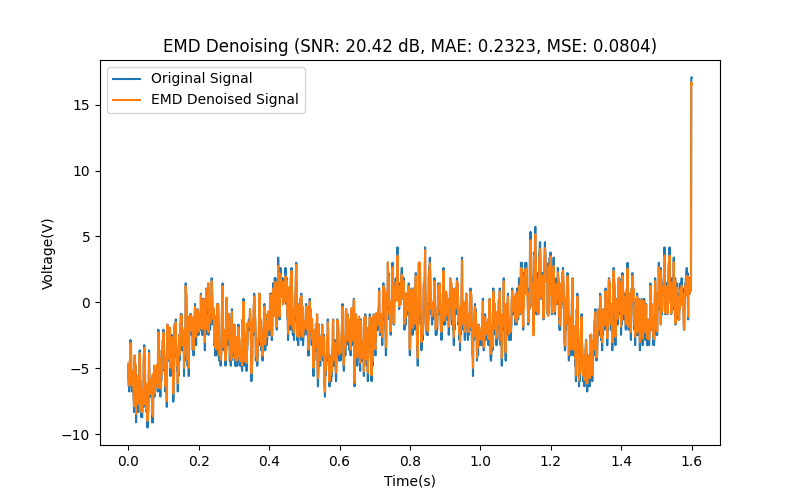 EMD Denoising (SNR: 20.42 dB, MAE: 0.2323, MSE: 0.0804)
Original Signal
EMD Denoised Signal
15
10
5
0
−5
−10
Voltage(V)
0.0 0.2 0.4 0.6 0.8 1.0 1.2 1.4 1.6
Time(s)